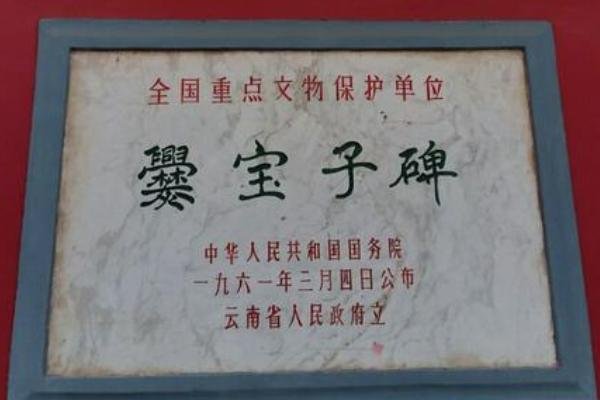 全国重点文物保护单位
爨宝子碑
中华人民共和国国务院
一九六一年三月四日公布
云南省人民政府立